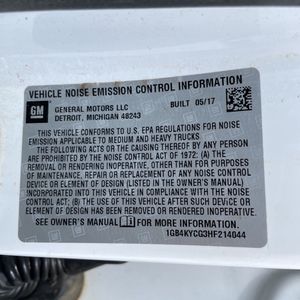 VEHICLE NOISE EMISSION CONTROL INFORMATION
GM
GENERAL MOTORS LLC BUILT 05/17
DETROIT, MICHIGAN 48243
THIS VEHICLE CONFORMS TO U.S. EPA REGULATIONS FOR NOISE
EMISSION APPLICABLE TO MEDIUM AND HEAVY TRUCKS.
THE FOLLOWING ACTS OR THE CAUSING THEREOF BY ANY PERSON
ARE PROHIBITED BY THE NOISE CONTROL ACT OF 1972: (A) THE
REMOVAL OR RENDERING INOPERATIVE, OTHER THAN FOR PURPOSES
OF MAINTENANCE, REPAIR OR REPLACEMENT OF ANY NOISE CONTROL
DEVICE OR ELEMENT OF DESIGN (LISTED IN THE OWNER'S MANUAL)
INCORPORATED INTO THIS VEHICLE IN COMPLIANCE WITH THE NOISE
CONTROL ACT; (B) THE USE OF THIS VEHICLE AFTER SUCH DEVICE
OR ELEMENT OF DESIGN HAS BEEN REMOVED OR RENDERED
INOPERATIVE.
SEE OWNER'S MANUAL FOR MORE INFORMATION.
1GB4KYCG3HF214044